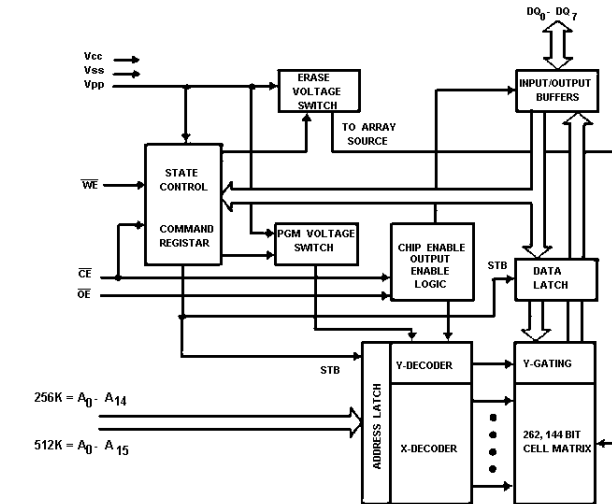 DQ0 - DQ7
Vcc
Vss
Vpp
ERASE
VOLTAGE
SWITCH
INPUT/OUTPUT
BUFFERS
TO ARRAY
SOURCE
STATE
CONTROL
COMMAND
REGISTAR
WE
PGM VOLTAGE
SWITCH
CHIP ENABLE
OUTPUT
ENABLE
LOGIC
CE
OE
STB
DATA
LATCH
STB
ADDRESS LATCH
Y-DECODER
Y-GATING
X-DECODER
262, 144 BIT
CELL MATRIX
256K = A0 - A14
512K = A0 - A15